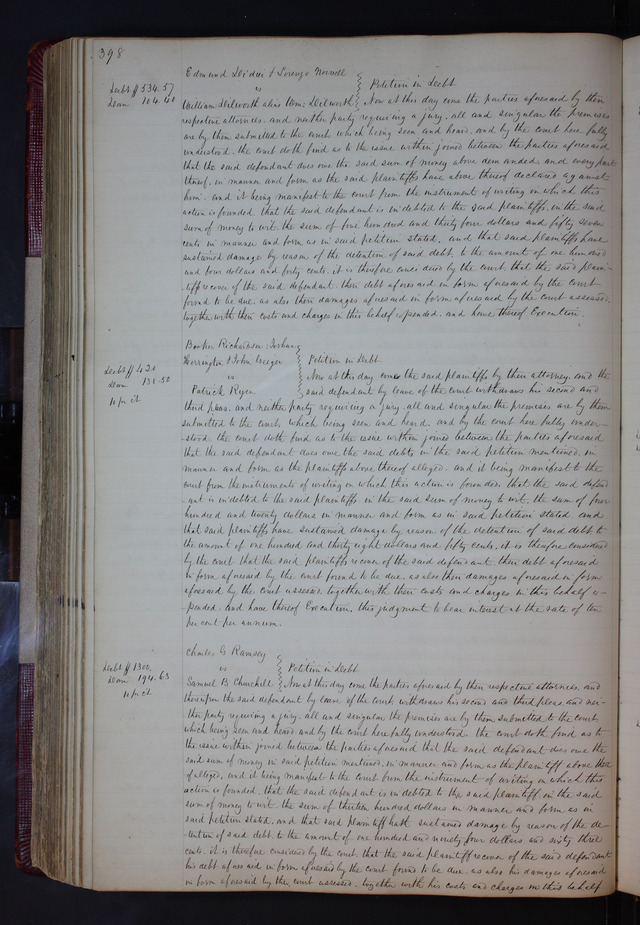 398
Edmund Didier & Lorenzo Norvell
Debt $534.57
Dam 104.40
vs } Petition in Debt
William Dilworth alias Wm: Dilworth } Now at this day come the parties aforesaid by their
respective attornies, and neither party requiring a jury, all and singular the premises
are by them submitted to the court which being seen and heard, and by the court here fully
understood, the court doth find as to the issue within joined between the parties aforesaid
that the said defendant does owe the said sum of money above demanded, and every part
thereof, in manner and form as the said plaintiffs have above thereof declared against
him. and it being manifest to the court from the instrument of writing on which this
action is founded, that the said defendant is indebted to the said plaintiffs, in the said
sum of money to wit, the sum of five hundred and thirty four dollars and fifty seven
cents in manner and form as in said petition stated, and that said plaintiffs have
sustained damage by reason of the detention of said debt, to the amount of one hundred
and four dollars and forty cents, it is therefore considered by the court, that the said plain-
tiff recover of the said defendant their debt aforesaid in form aforesaid by the court
found to be due, as also their damages aforesaid in form aforesaid by the court assessed,
together with their costs and charges in this behalf expended, and have thereof Execution.
Booker Richardson, Joshua
Herrington & John Creeger } Petition in Debt
Debt $420
Dam 138.50
10 pr ct
vs } Now at this day come the said plaintiffs by their attorney, and the
Patrick Ryan } said defendant by leave of the court withdraws his second and
third pleas, and neither party requiring a jury, all and singular the premises are by them
submitted to the court, which being seen and heard, and by the court here fully under-
stood, the court doth find as to the issue within joined between the parties aforesaid
that the said defendant does owe the said debts, in the said petition mentioned, in
manner and form as the plaintiffs above thereof alleged, and it being manifest to the
court from the instruments of writing on which this action is founded, that the said defend
ant is indebted to the said plaintiffs in the said sum of money to wit, the sum of four
hundred and twenty dollars in manner and form as in said petition stated and
that said plaintiffs have sustained damage by reason of the detention of said debt to
the amount of one hundred and thirty eight dollars and fifty cents, it is therefore considered
by the court that the said plaintiffs recover of the said defendant their debt aforesaid
in form aforesaid by the court found to be due, as also their damages aforesaid in form
aforesaid by the court assessed, together with their costs and charges in this behalf ex-
pended, and have thereof Execution, this judgment to bear interest at the rate of ten
per cent per annum.
Charles G Ramsey
Debt $1300.
Dam 194.63
10 pr ct
vs } Petition in Debt
Samuel B Churchill } Now at this day come the parties aforesaid by their respective attornies, and
thereupon the said defendant by leave of the court withdraws his second and third pleas and nei-
ther party requiring a jury, all and singular the premises are by them submitted to the court
which being seen and heard, and by the court here fully understood, the court doth find as to
the issue within joined between the parties aforesaid that the said defendant does owe the
said sum of money in said petition mentioned, in manner and form as the plaintiff above there
of alleged, and it being manifest to the court from the instrument of writing on which this
action is founded, that the said defendant is indebted to the said plaintiff in the said
sum of money to wit the sum of thirteen hundred dollars in manner and form as in
said petition stated, and that said plaintiff hath sustained damage by reason of the de-
tention of said debt, to the amount of one hundred and ninety four dollars and sixty three
cents, it is therefore considered by the court, that the said plaintiff recover of the said defendant
his debt aforesaid in form aforesaid by the court found to be due, as also his damages aforesaid
in form aforesaid by the court assessed, together with his costs and charges in this behalf